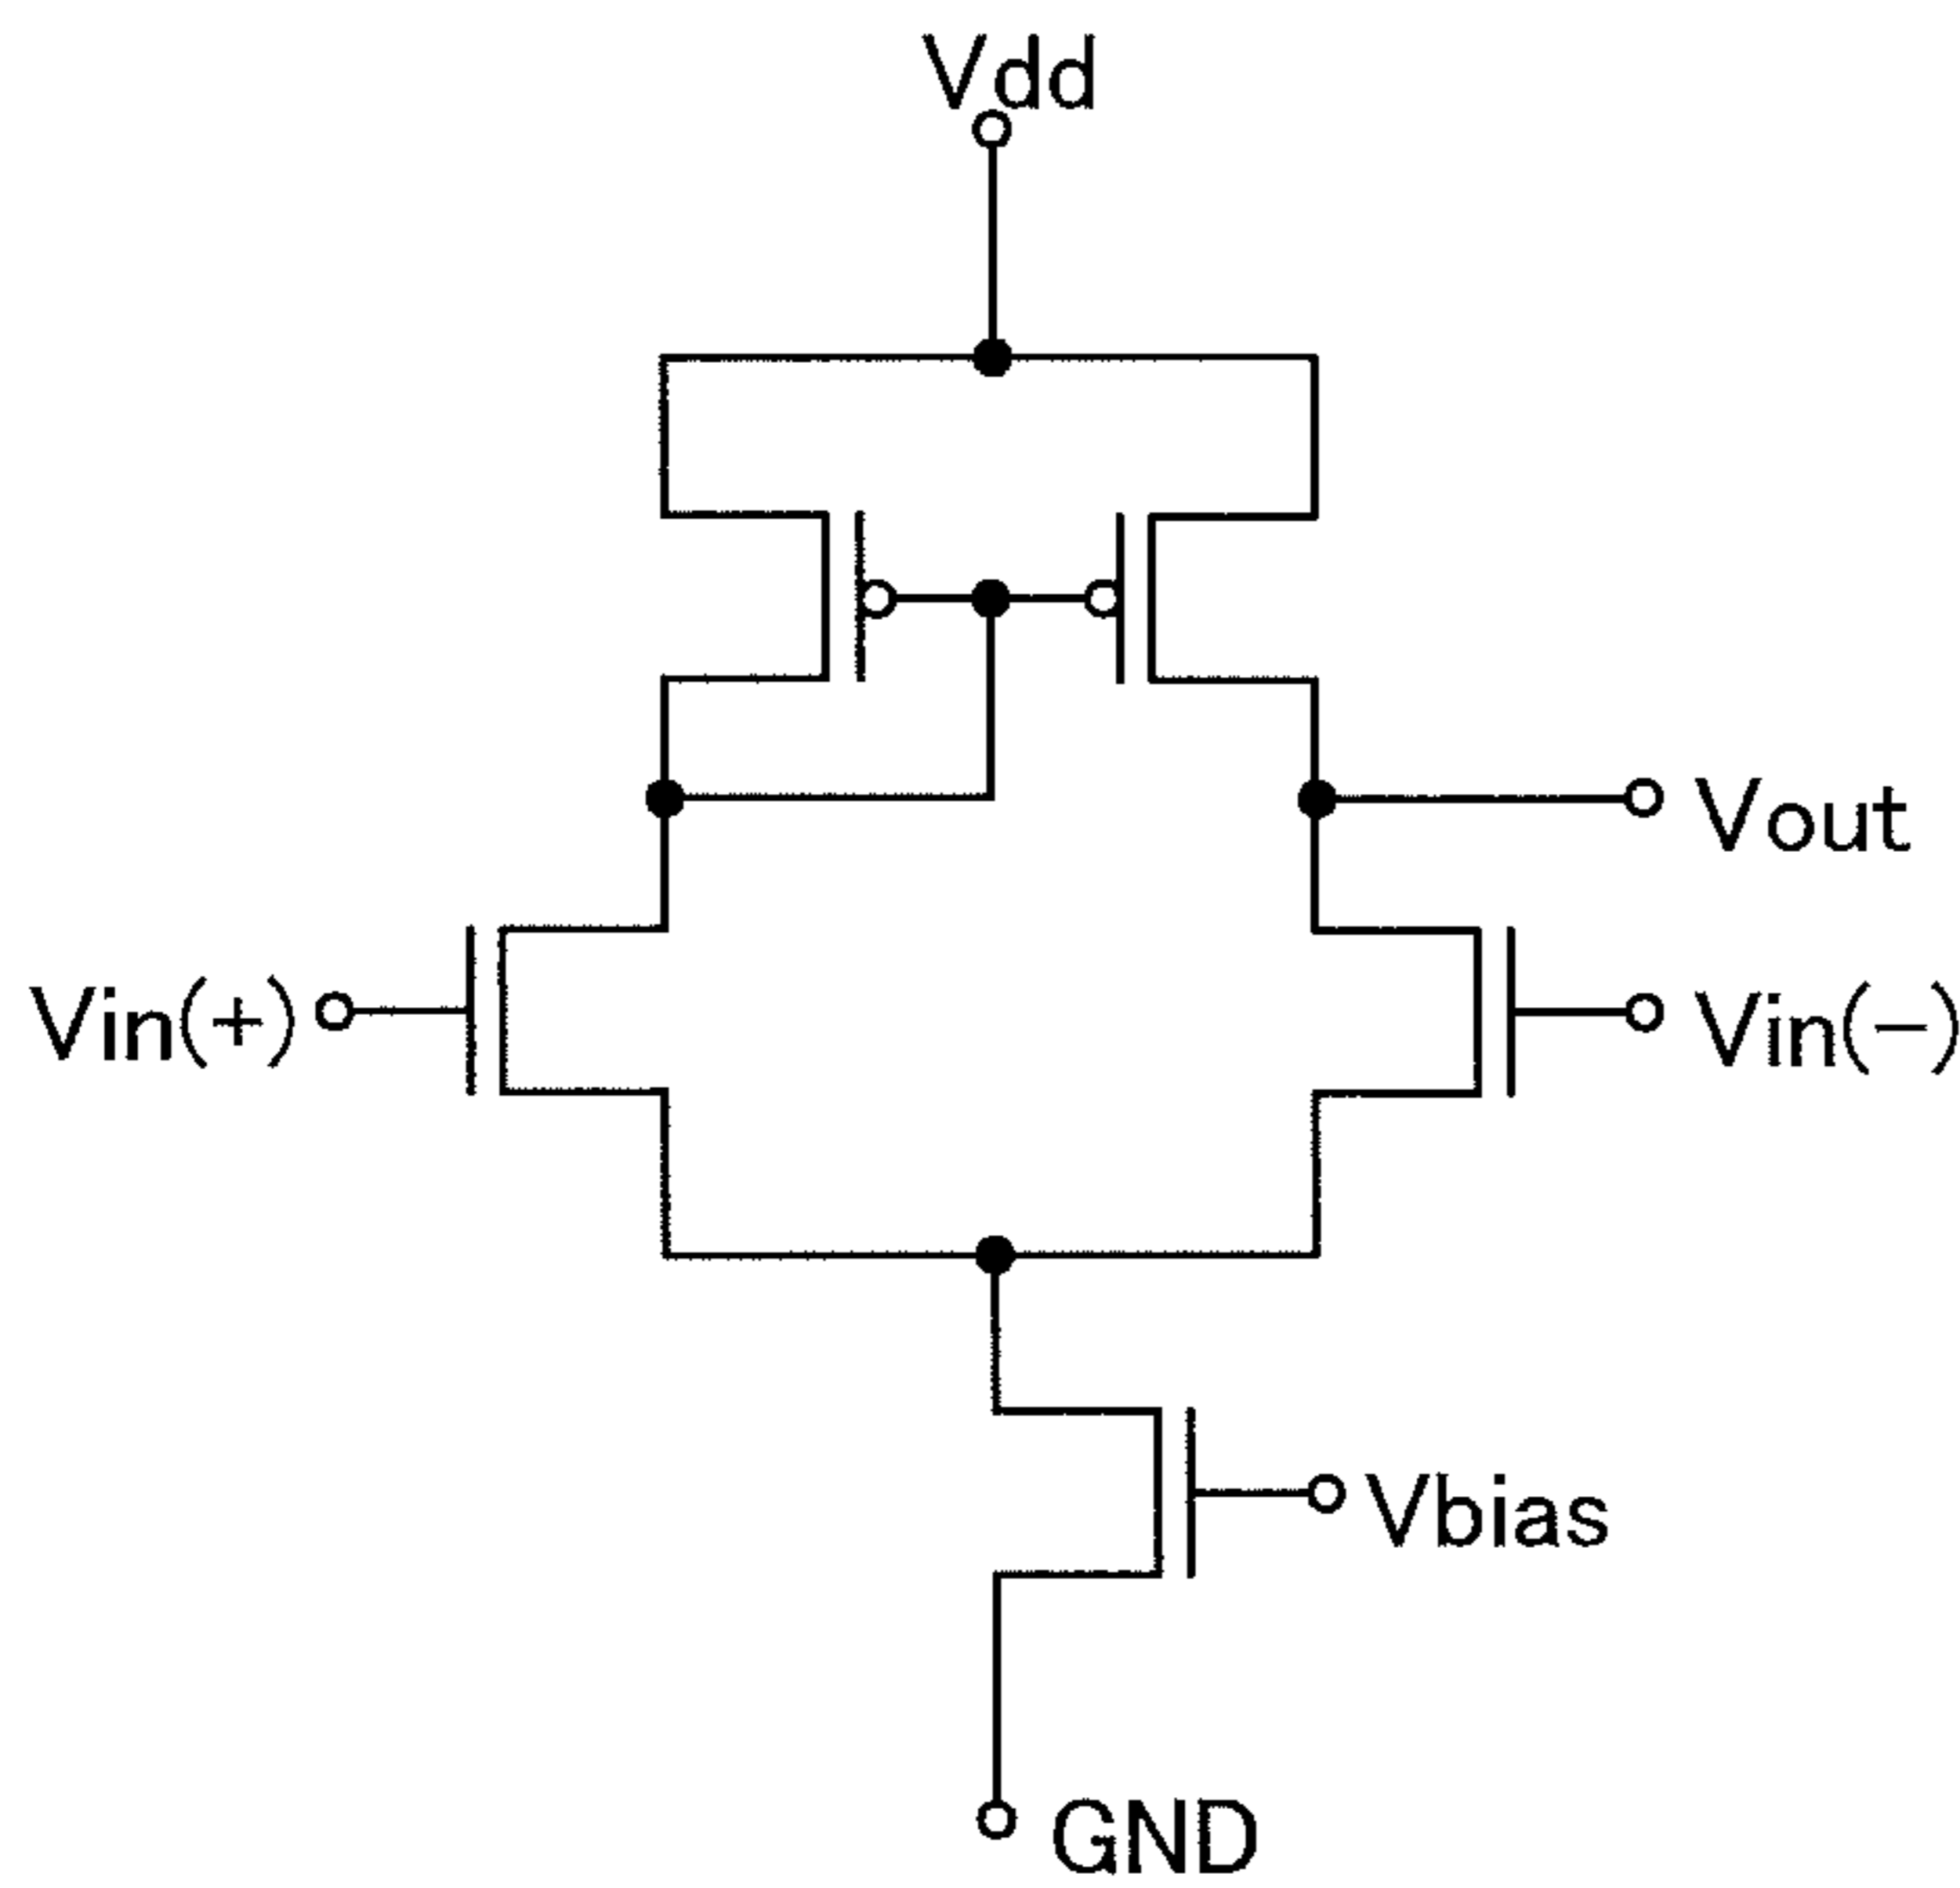 Vdd
Vout
Vin(+)
Vin(−)
Vbias
GND